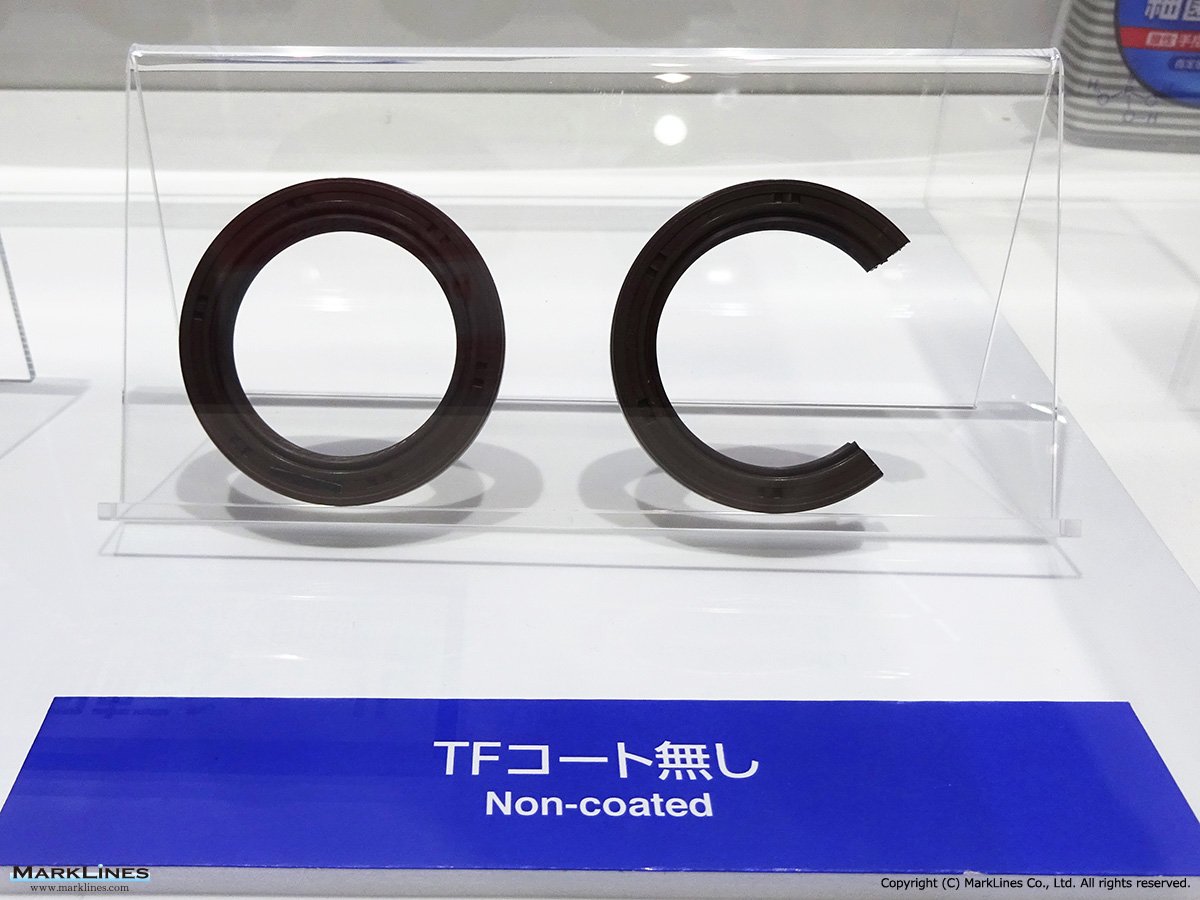 TFコート無し
Non-coated
MARKLINES
www.marklines.com
Copyright (C) MarkLines Co., Ltd. All rights reserved.